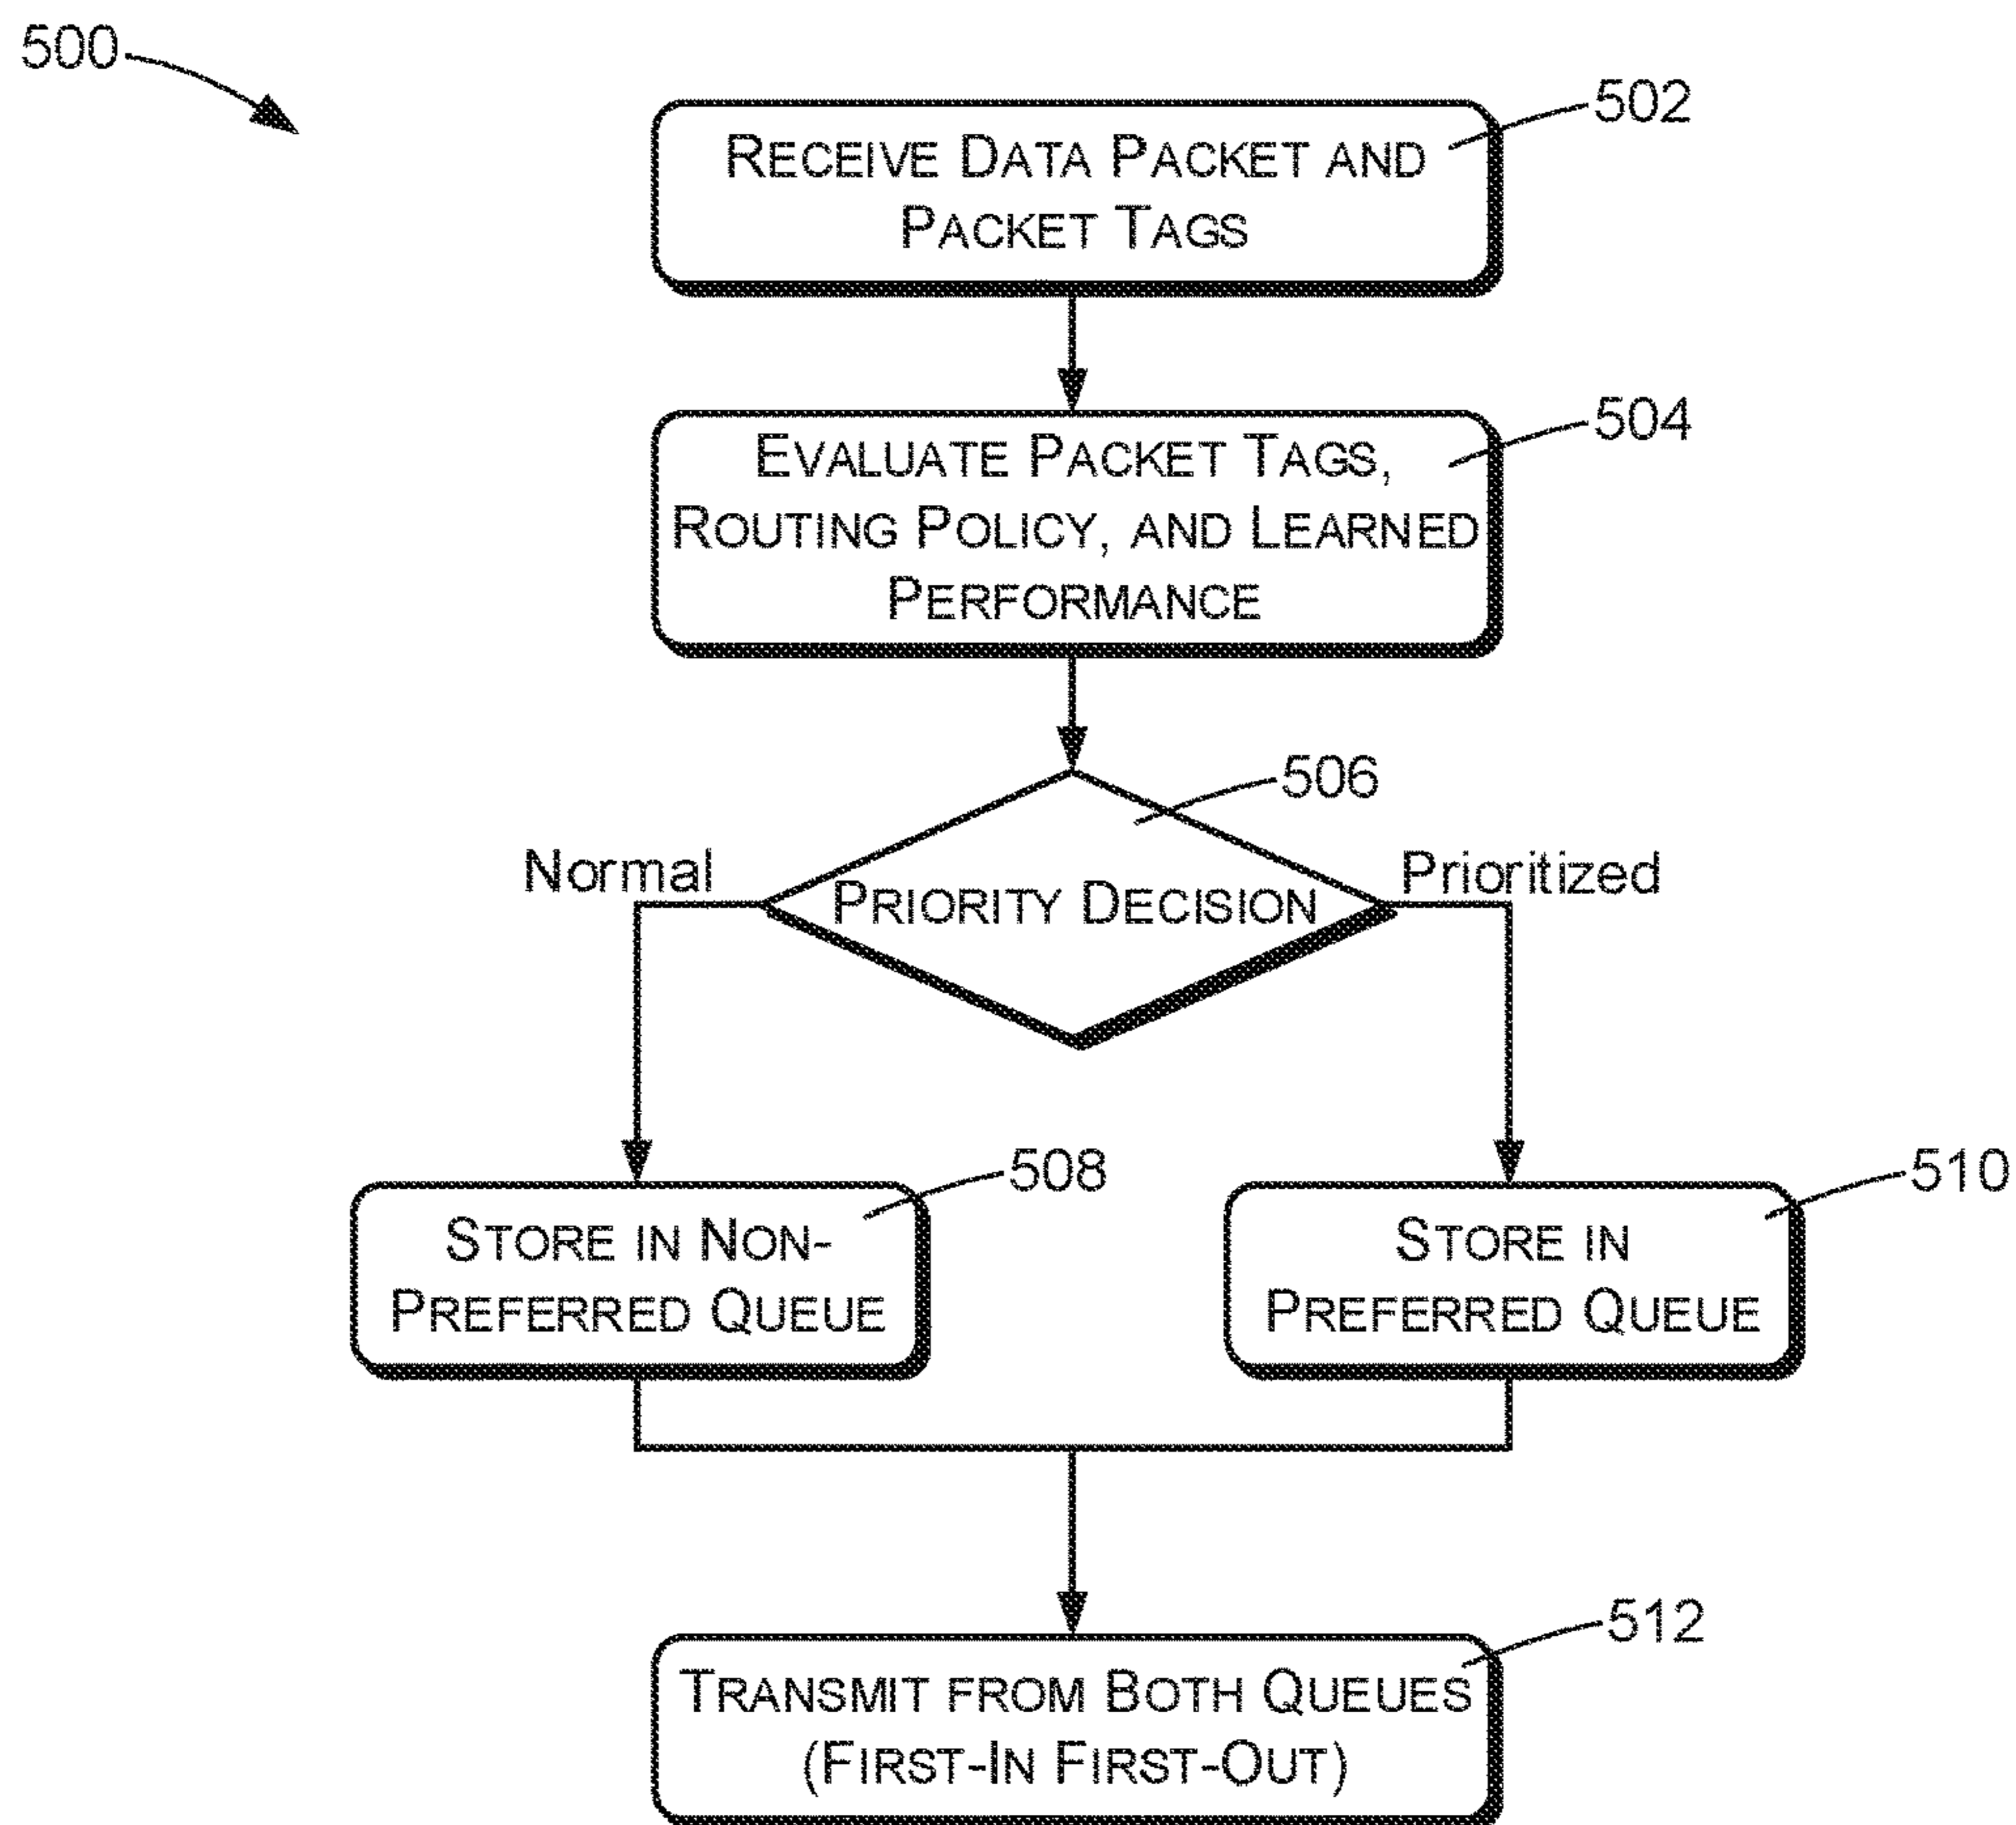 500
502
RECEIVE DATA PACKET AND
PACKET TAGS
504
EVALUATE PACKET TAGS,
ROUTING POLICY, AND LEARNED
PERFORMANCE
506
Normal
PRIORITY DECISION
Prioritized
508
STORE IN NON-
PREFERRED QUEUE
510
STORE IN
PREFERRED QUEUE
512
TRANSMIT FROM BOTH QUEUES
(FIRST-IN FIRST-OUT)